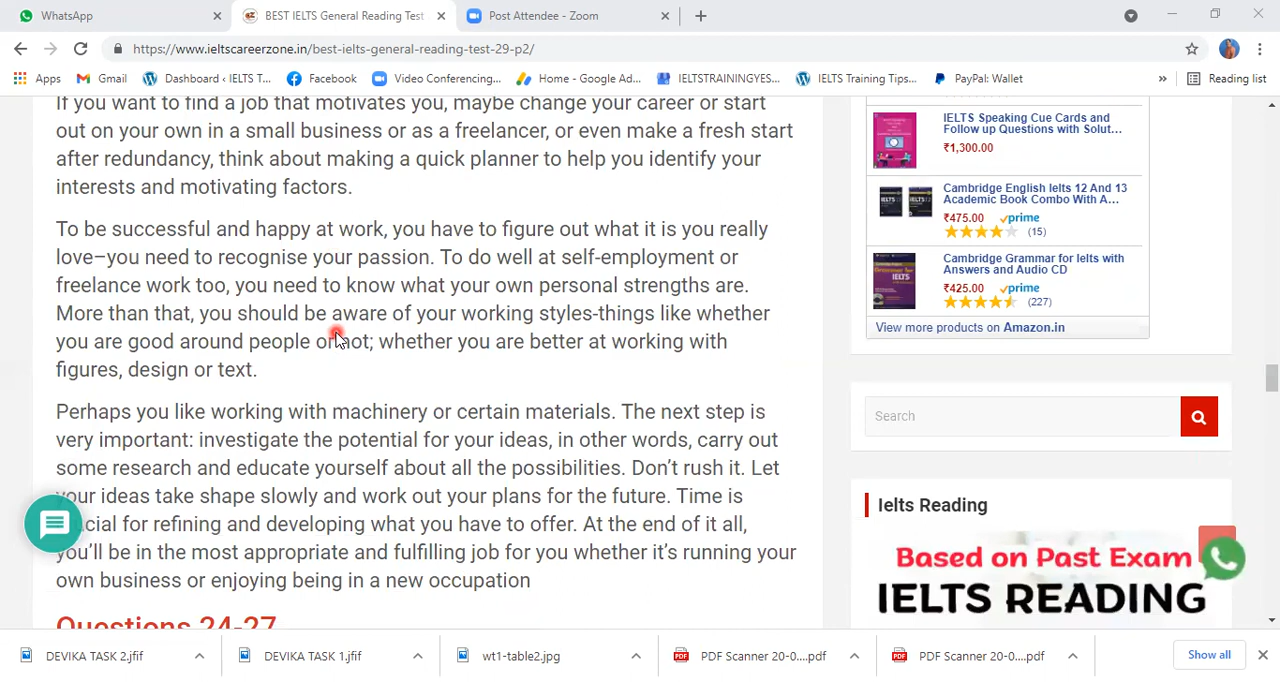 WhatsApp
BEST IELTS General Reading Test
Post Attendee - Zoom
https://www.ieltscareerzone.in/best-ielts-general-reading-test-29-p2/
Apps
Gmail
Dashboard ‹ IELTS T...
Facebook
Video Conferencing...
Home - Google Ad...
IELTSTRAININGYES...
IELTS Training Tips...
PayPal: Wallet
»
Reading list
If you want to find a job that motivates you, maybe change your career or start
out on your own in a small business or as a freelancer, or even make a fresh start
after redundancy, think about making a quick planner to help you identify your
interests and motivating factors.
To be successful and happy at work, you have to figure out what it is you really
love–you need to recognise your passion. To do well at self-employment or
freelance work too, you need to know what your own personal strengths are.
More than that, you should be aware of your working styles-things like whether
you are good around people or not; whether you are better at working with
figures, design or text.
Perhaps you like working with machinery or certain materials. The next step is
very important: investigate the potential for your ideas, in other words, carry out
some research and educate yourself about all the possibilities. Don't rush it. Let
your ideas take shape slowly and work out your plans for the future. Time is
crucial for refining and developing what you have to offer. At the end of it all,
you'll be in the most appropriate and fulfilling job for you whether it's running your
own business or enjoying being in a new occupation
Questions 24-27
IELTS Speaking Cue Cards and
Follow up Questions with Solut...
₹1,300.00
Cambridge English Ielts 12 And 13
Academic Book Combo With A...
₹475.00 prime
(15)
Cambridge Grammar for Ielts with
Answers and Audio CD
₹425.00 prime
(227)
View more products on Amazon.in
Search
Ielts Reading
Based on Past Exam
IELTS READING
DEVIKA TASK 2.jfif
DEVIKA TASK 1.jfif
wt1-table2.jpg
PDF Scanner 20-0....pdf
PDF Scanner 20-0....pdf
Show all